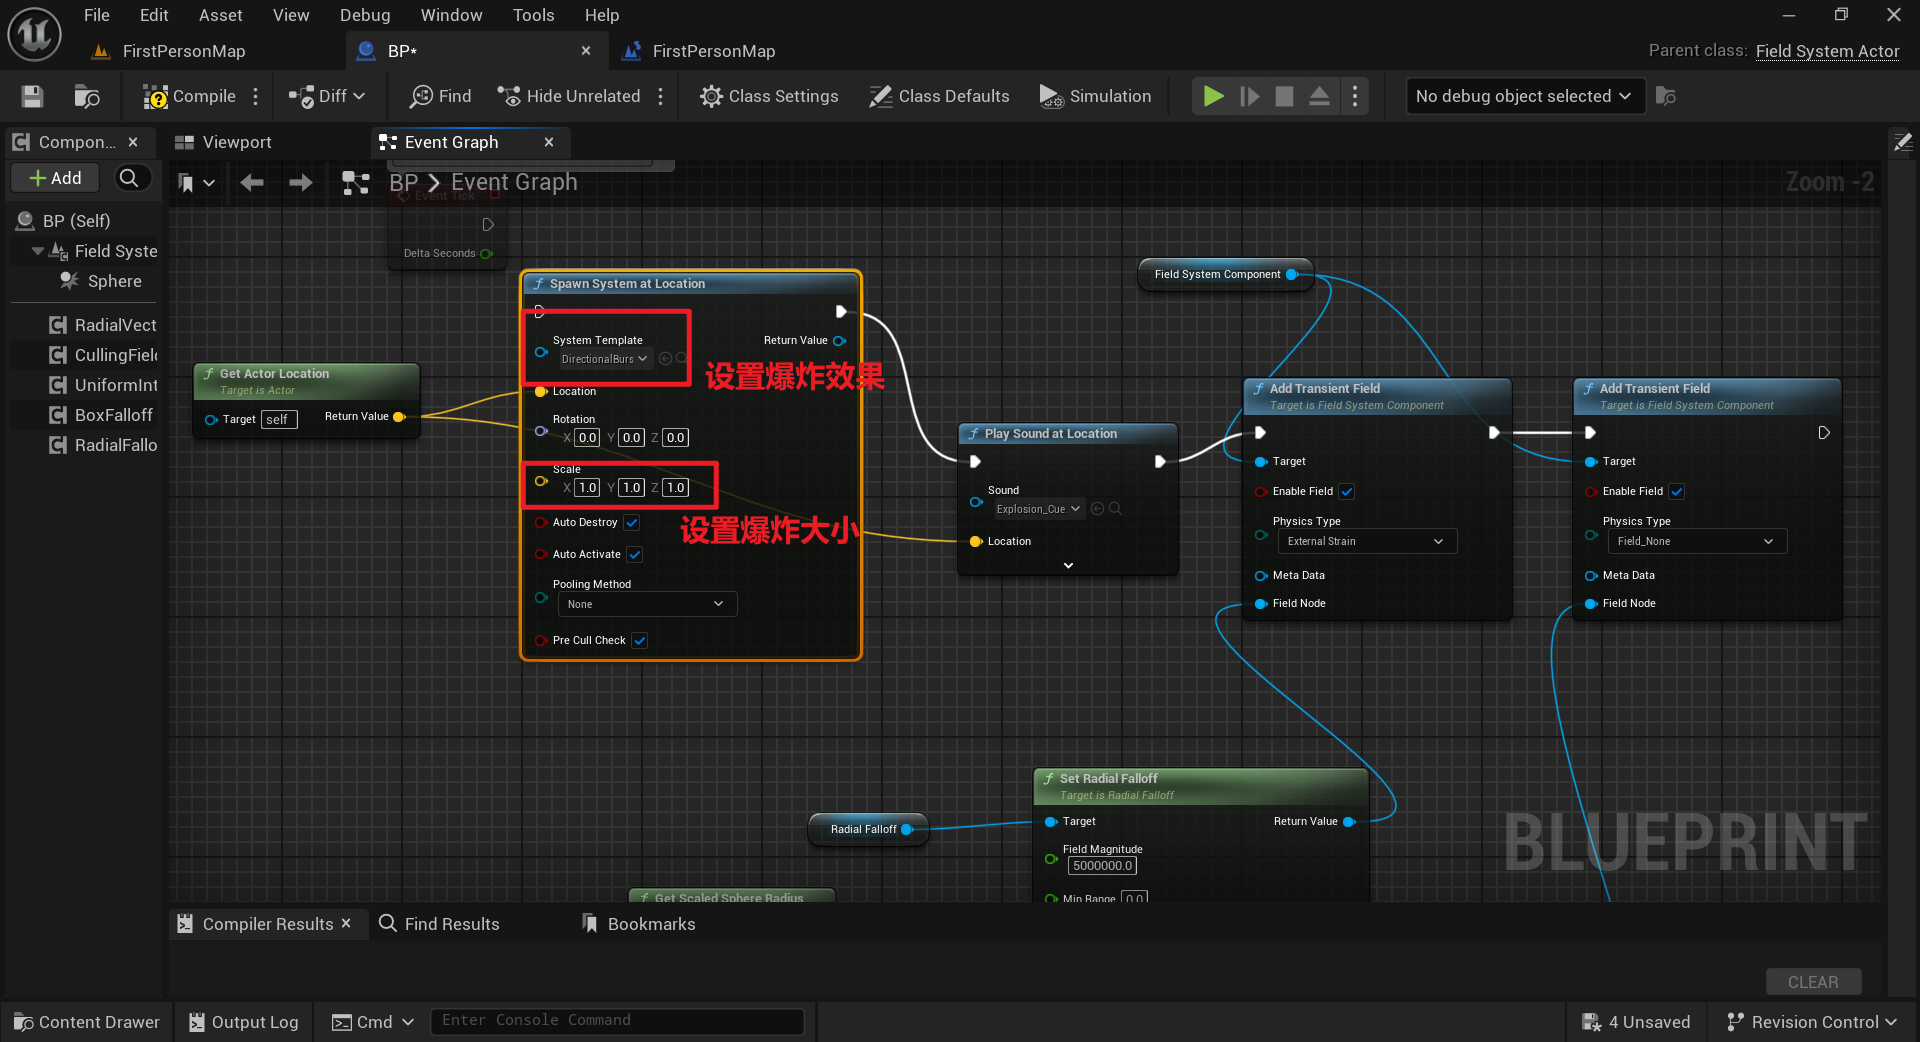 File Edit Asset View Debug Window Tools Help
FirstPersonMap
BP*
FirstPersonMap
Parent class: Field System Actor
Compile
Diff
Find
Hide Unrelated
Class Settings
Class Defaults
Simulation
No debug object selected
Compon...
Viewport
Event Graph
Add
BP > Event Graph
Zoom -2
BP (Self)
Field Syste
Sphere
RadialVect
CullingFiel
UniformInt
BoxFalloff
RadialFallo
Event Tick
Delta Seconds
Get Actor Location
Target is Actor
Target self
Return Value
Spawn System at Location
System Template
DirectionalBurs
Return Value
设置爆炸效果
Location
Rotation
X 0.0 Y 0.0 Z 0.0
Scale
X 1.0 Y 1.0 Z 1.0
设置爆炸大小
Auto Destroy
Auto Activate
Pooling Method
None
Pre Cull Check
Play Sound at Location
Sound
Explosion_Cue
Location
Field System Component
Add Transient Field
Target is Field System Component
Target
Enable Field
Physics Type
External Strain
Meta Data
Field Node
Add Transient Field
Target is Field System Component
Target
Enable Field
Physics Type
Field_None
Meta Data
Field Node
Radial Falloff
Set Radial Falloff
Target is Radial Falloff
Target
Return Value
Field Magnitude
5000000.0
Min Range 0.0
Get Scaled Sphere Radius
BLUEPRINT
Compiler Results
Find Results
Bookmarks
CLEAR
Content Drawer
Output Log
Cmd
Enter Console Command
4 Unsaved
Revision Control